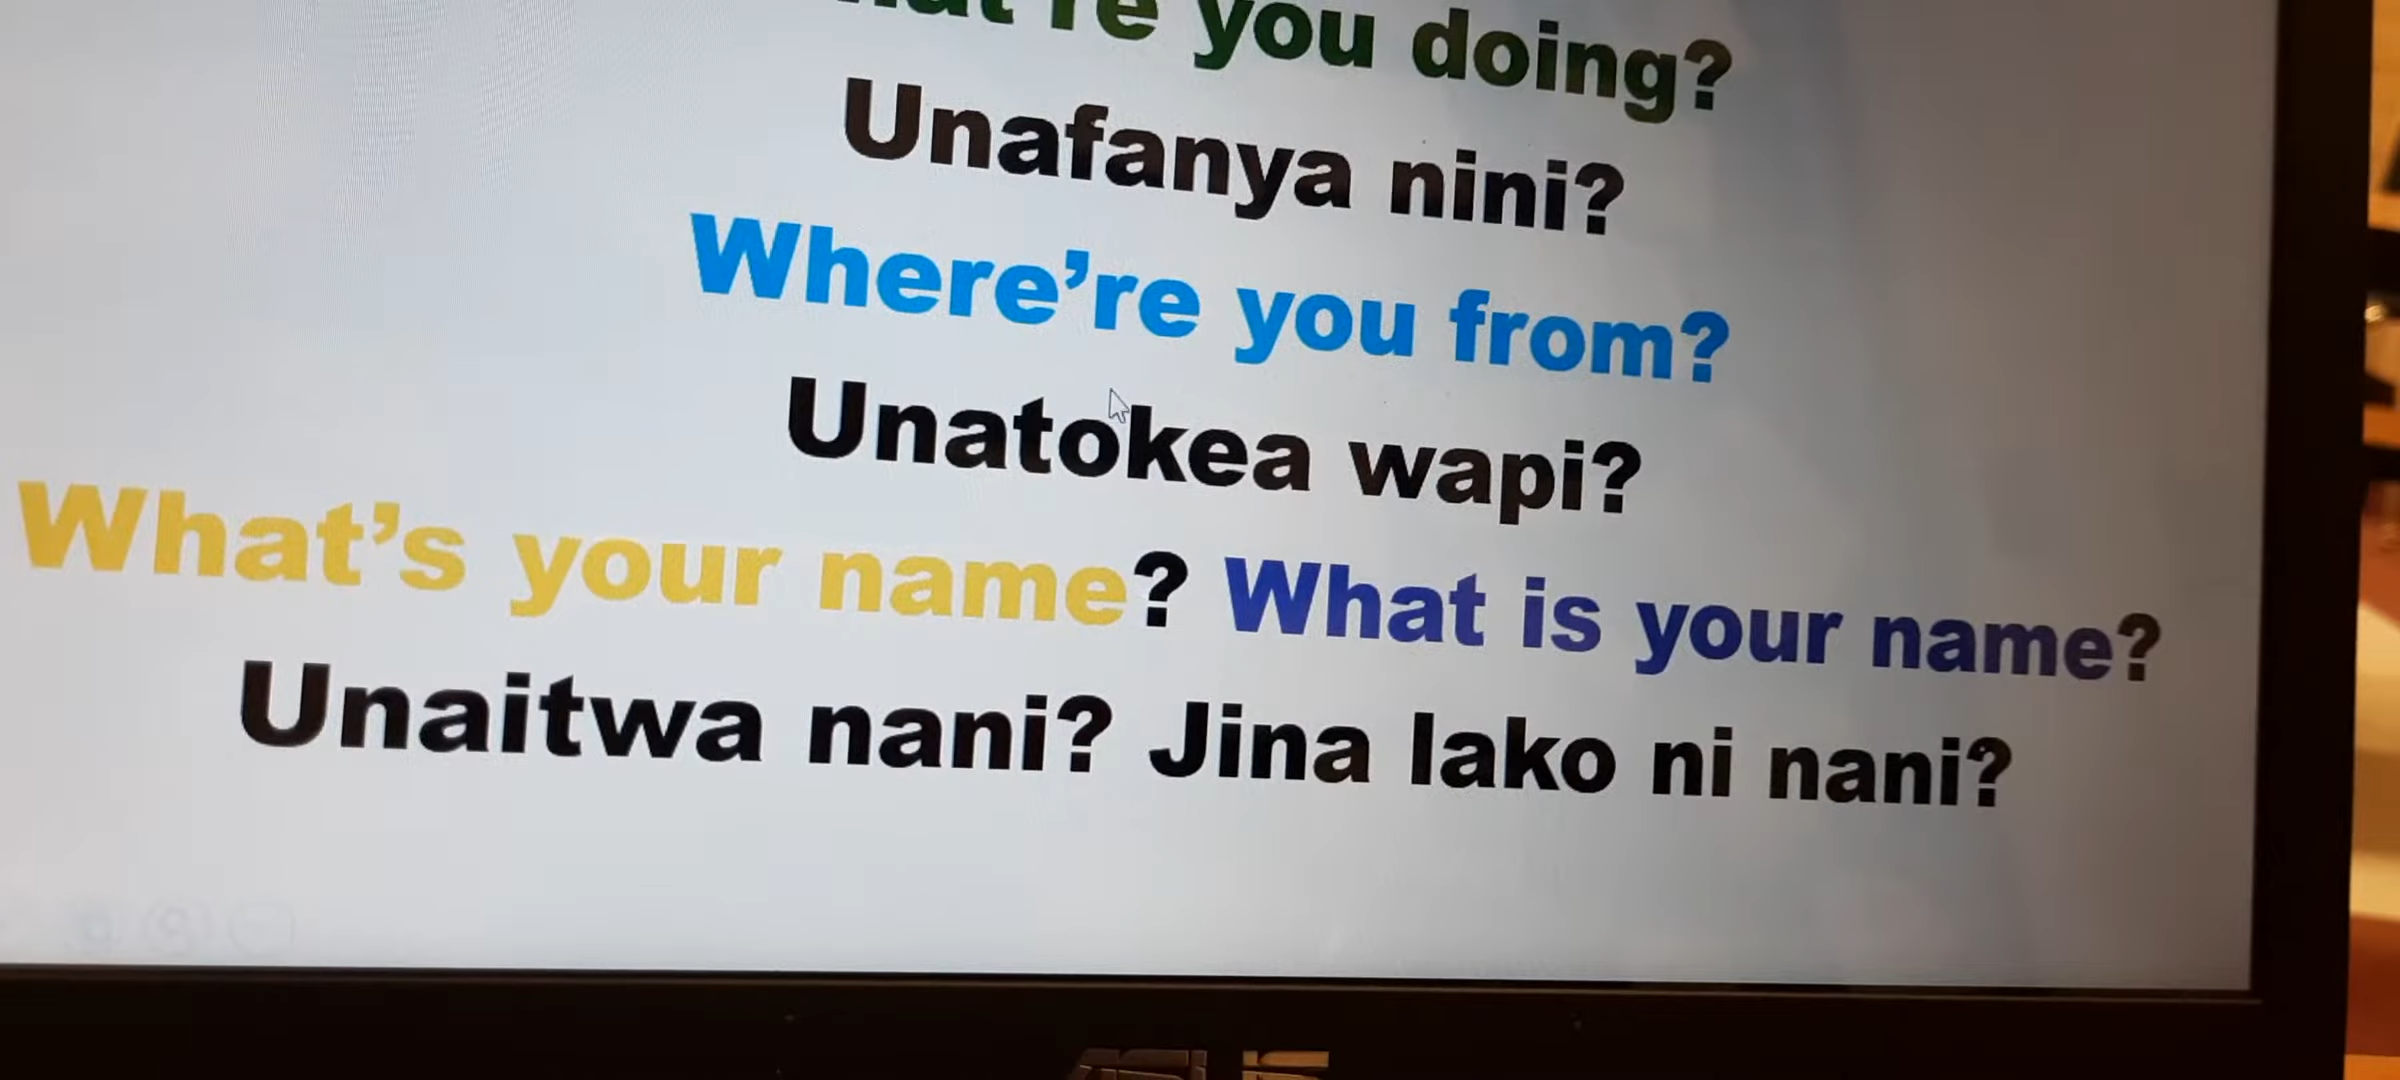 're you doing?
Unafanya nini?
Where’re you from?
Unatokea wapi?
What’s your name? What is your name?
Unaitwa nani? Jina lako ni nani?